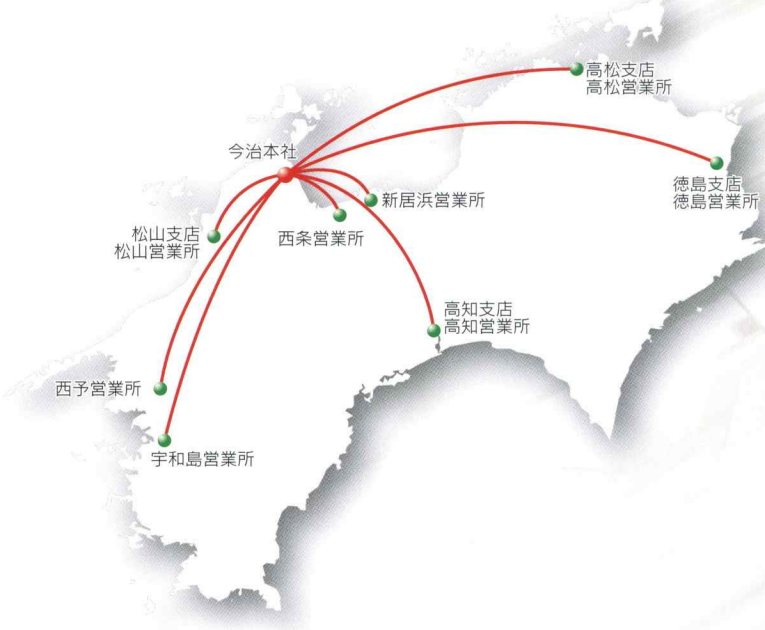 高松支店
高松営業所
今治本社
徳島支店
徳島営業所
新居浜営業所
松山支店
松山営業所
西条営業所
高知支店
高知営業所
西予営業所
宇和島営業所